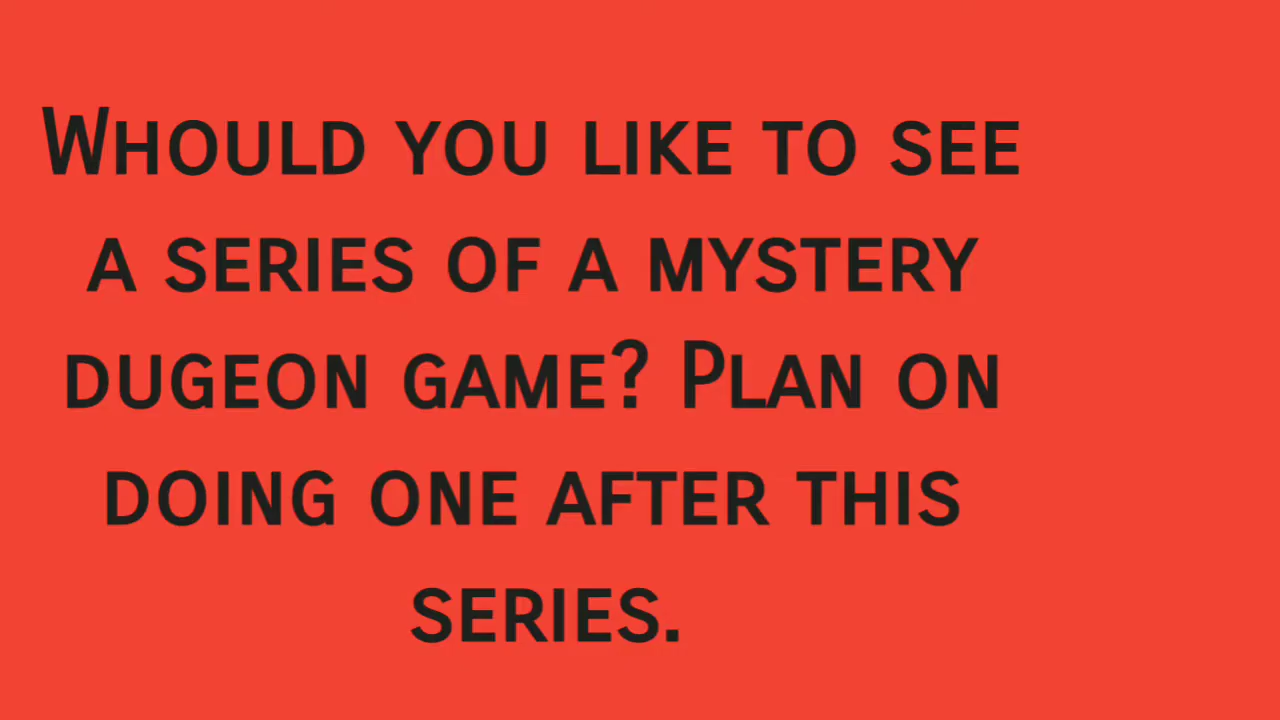 Whould you like to see
a series of a mystery
dugeon game? Plan on
doing one after this
series.